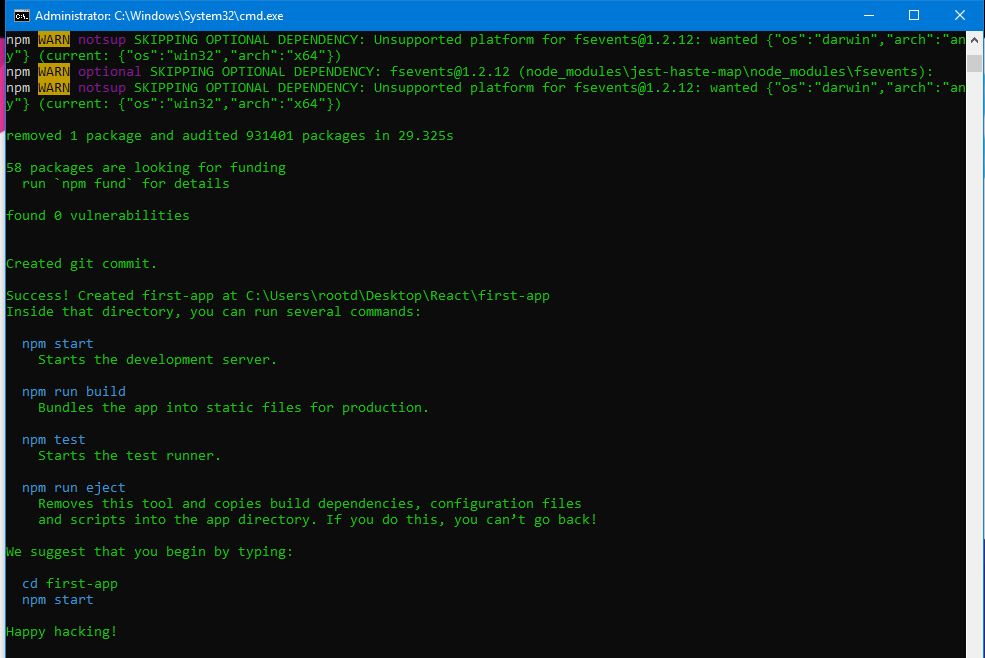 Administrator: C:\Windows\System32\cmd.exe
npm WARN notsup SKIPPING OPTIONAL DEPENDENCY: Unsupported platform for fsevents@1.2.12: wanted {"os":"darwin","arch":"an
y"} (current: {"os":"win32","arch":"x64"})
npm WARN optional SKIPPING OPTIONAL DEPENDENCY: fsevents@1.2.12 (node_modules\jest-haste-map\node_modules\fsevents):
npm WARN notsup SKIPPING OPTIONAL DEPENDENCY: Unsupported platform for fsevents@1.2.12: wanted {"os":"darwin","arch":"an
y"} (current: {"os":"win32","arch":"x64"})
removed 1 package and audited 931401 packages in 29.325s
58 packages are looking for funding
run `npm fund` for details
found 0 vulnerabilities
Created git commit.
Success! Created first-app at C:\Users\rootd\Desktop\React\first-app
Inside that directory, you can run several commands:
npm start
Starts the development server.
npm run build
Bundles the app into static files for production.
npm test
Starts the test runner.
npm run eject
Removes this tool and copies build dependencies, configuration files
and scripts into the app directory. If you do this, you can’t go back!
We suggest that you begin by typing:
cd first-app
npm start
Happy hacking!